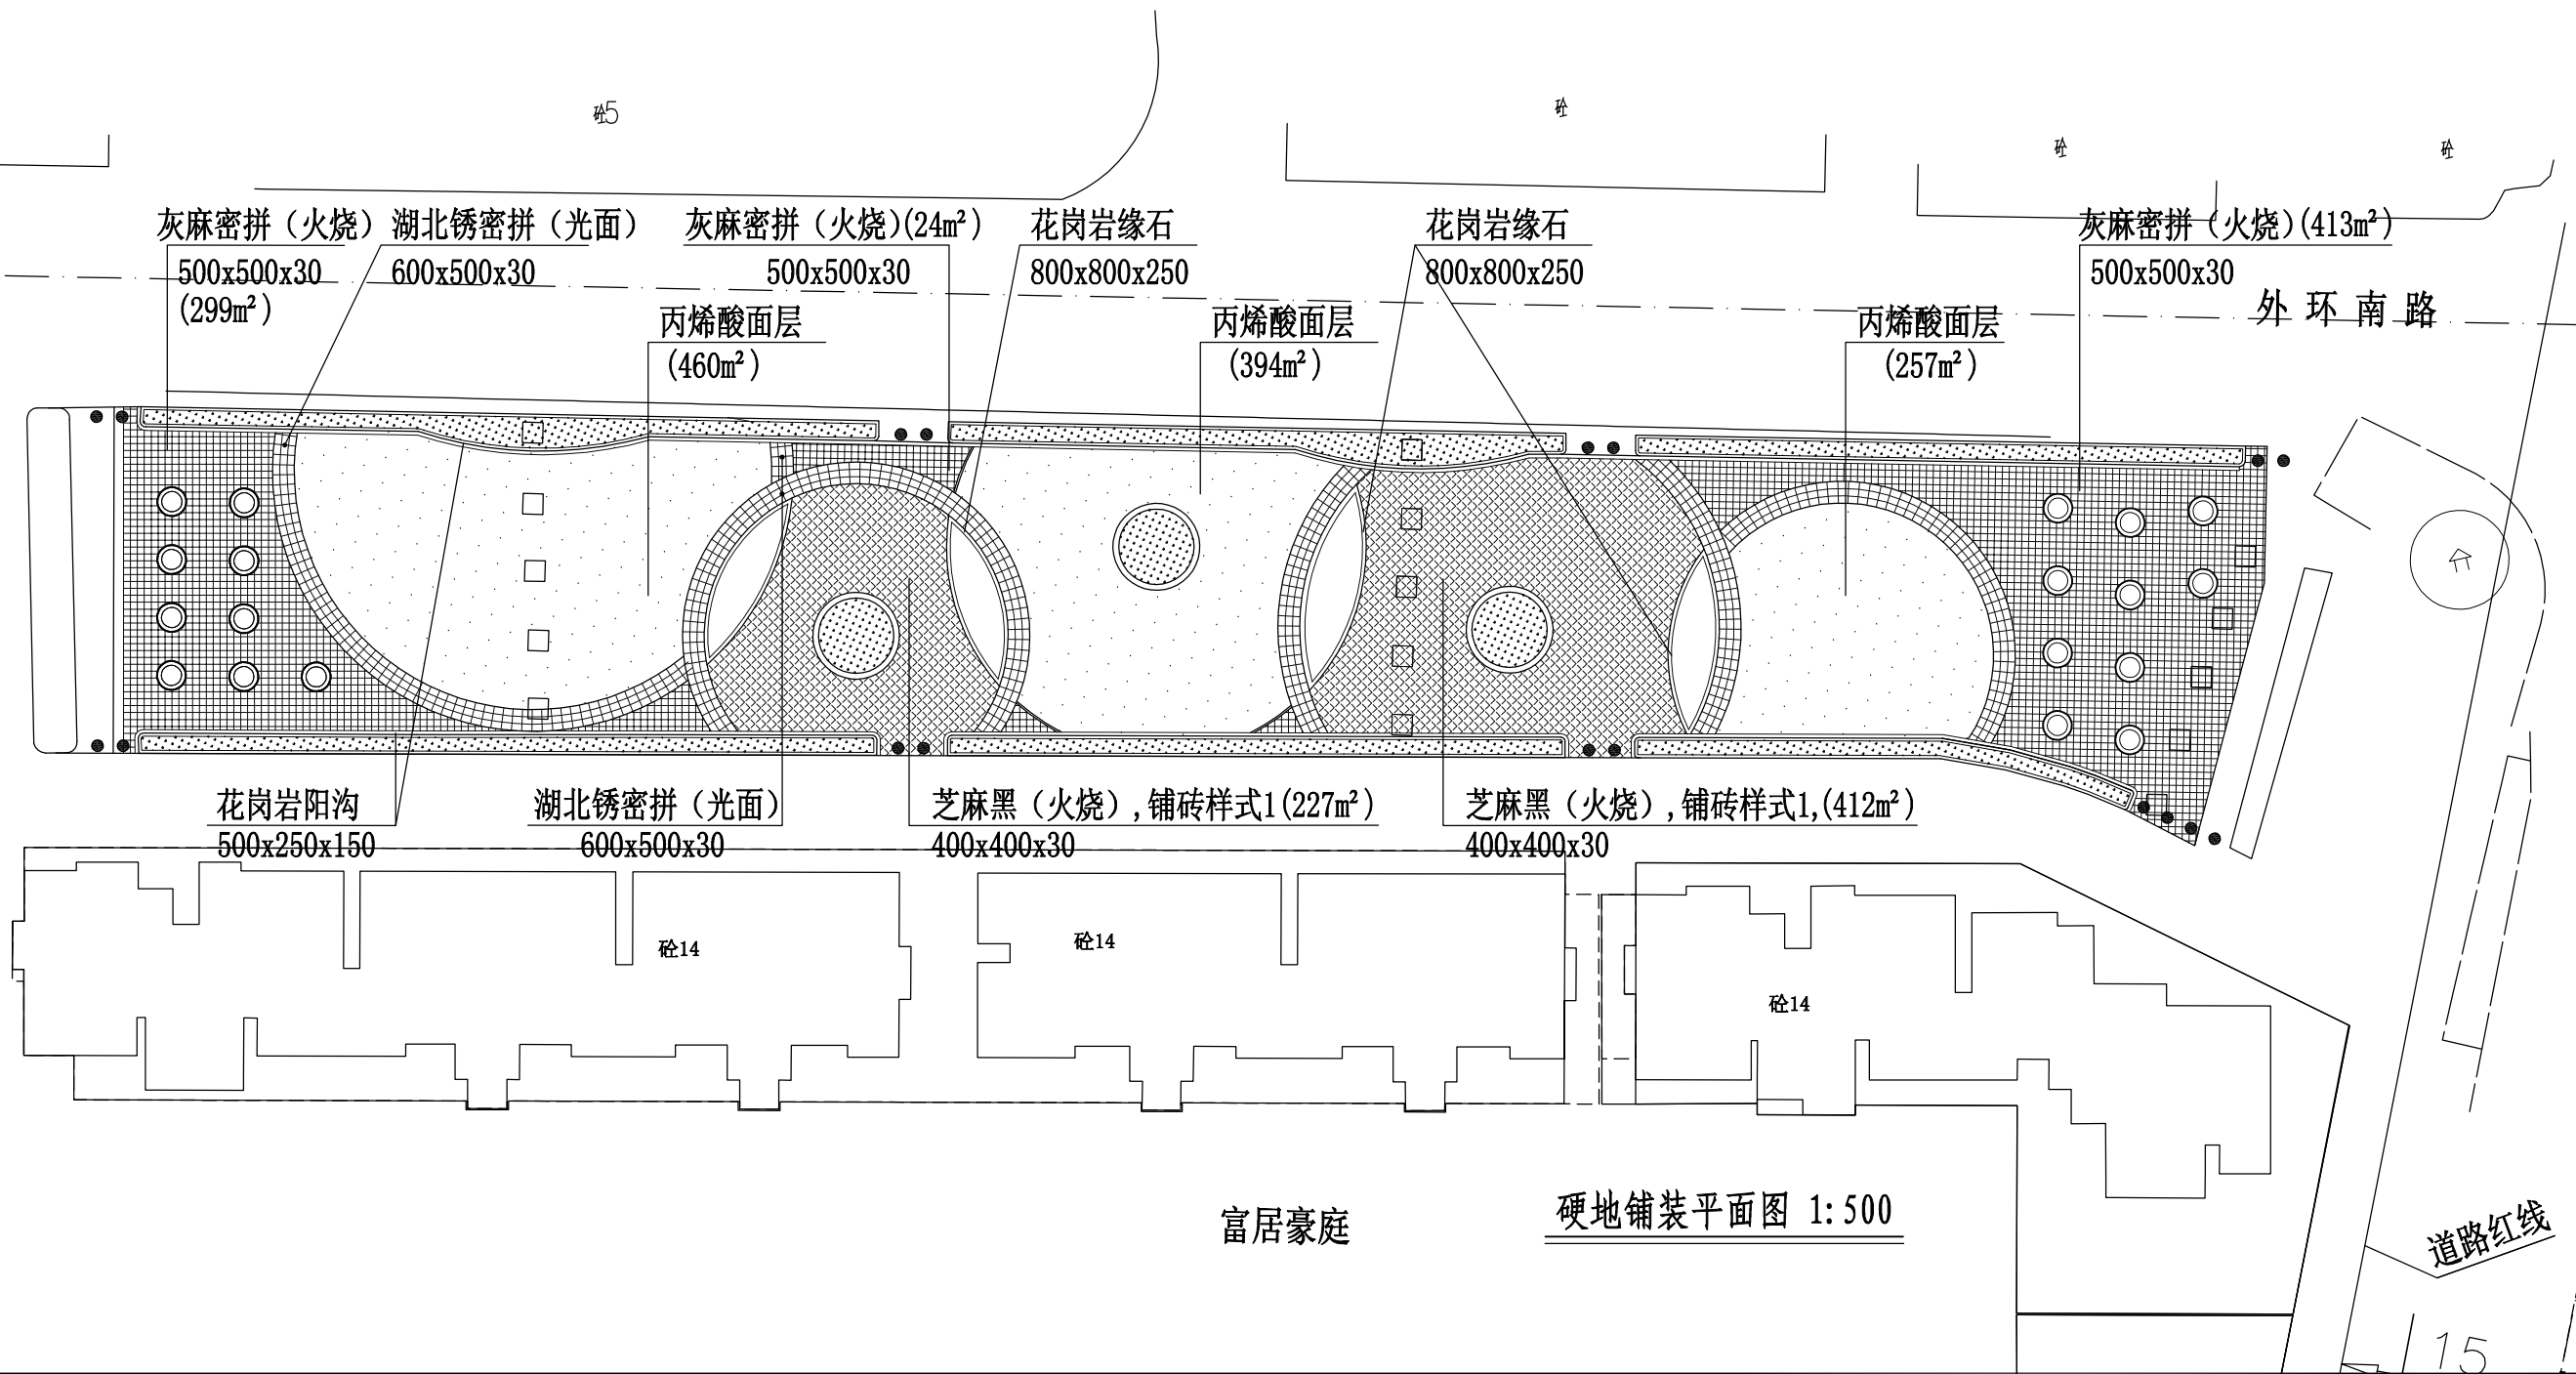 砼5
砼
砼
砼
灰麻密拼（火烧）
500x500x30
(299m²)
湖北锈密拼（光面）
600x500x30
灰麻密拼（火烧）(24m²)
500x500x30
花岗岩缘石
800x800x250
花岗岩缘石
800x800x250
灰麻密拼（火烧）(413m²)
500x500x30
外环南路
丙烯酸面层
(460m²)
丙烯酸面层
(394m²)
丙烯酸面层
(257m²)
花岗岩阳沟
500x250x150
湖北锈密拼（光面）
600x500x30
芝麻黑（火烧）,铺砖样式1(227m²)
400x400x30
芝麻黑（火烧）,铺砖样式1,(412m²)
400x400x30
砼14
砼14
砼14
富居豪庭
硬地铺装平面图 1:500
道路红线
15